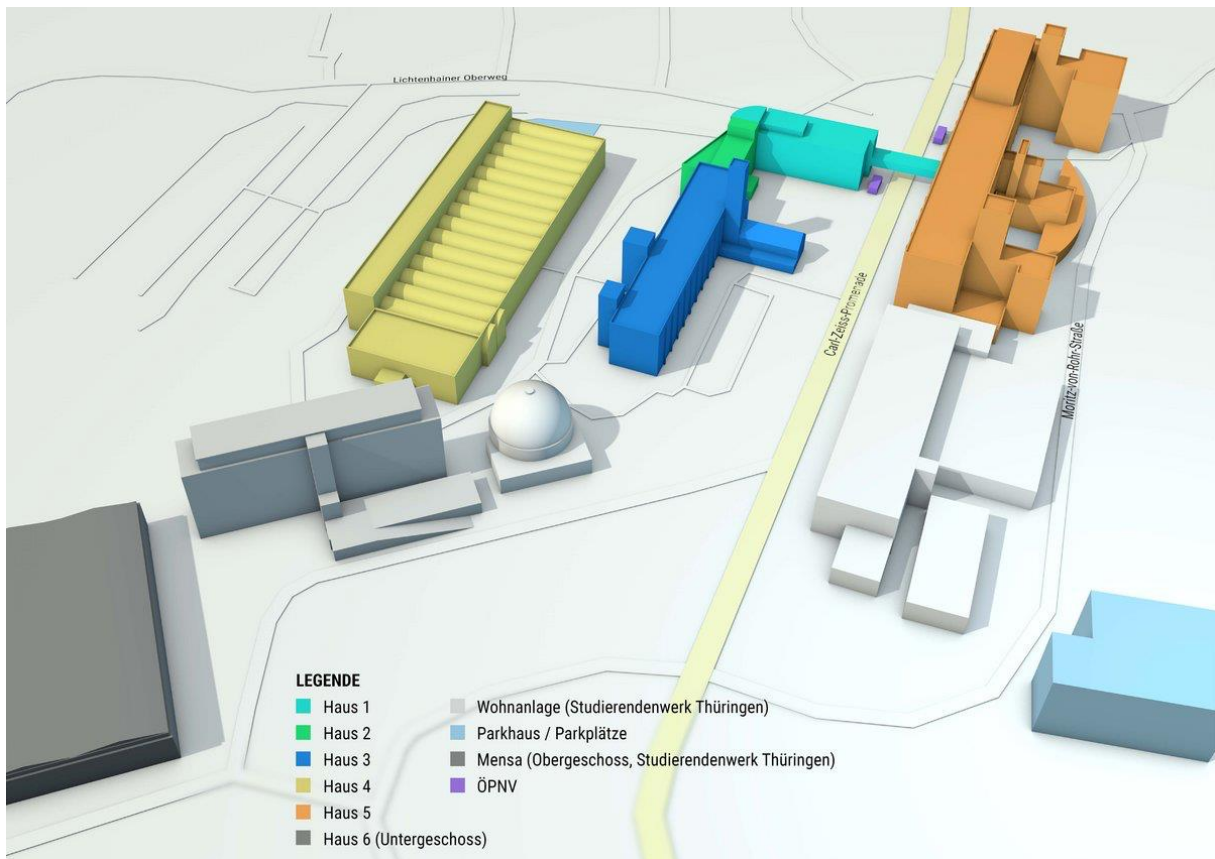 Lichtenhainer Oberweg
Carl-Zeiss-Promenade
Moritz-von-Rohr-Straße
LEGENDE
Haus 1
Haus 2
Haus 3
Haus 4
Haus 5
Haus 6 (Untergeschoss)
Wohnanlage (Studierendenwerk Thüringen)
Parkhaus / Parkplätze
Mensa (Obergeschoss, Studierendenwerk Thüringen)
ÖPNV